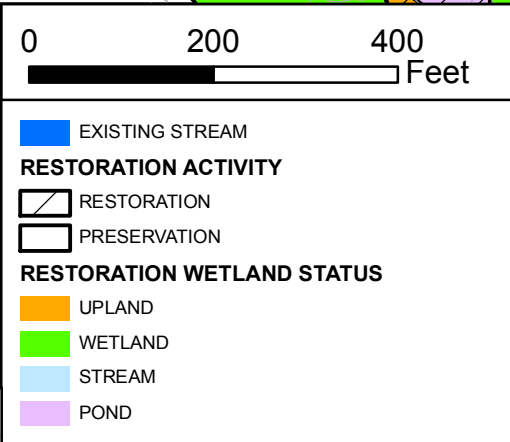 0 200 400
Feet
EXISTING STREAM
RESTORATION ACTIVITY
RESTORATION
PRESERVATION
RESTORATION WETLAND STATUS
UPLAND
WETLAND
STREAM
POND